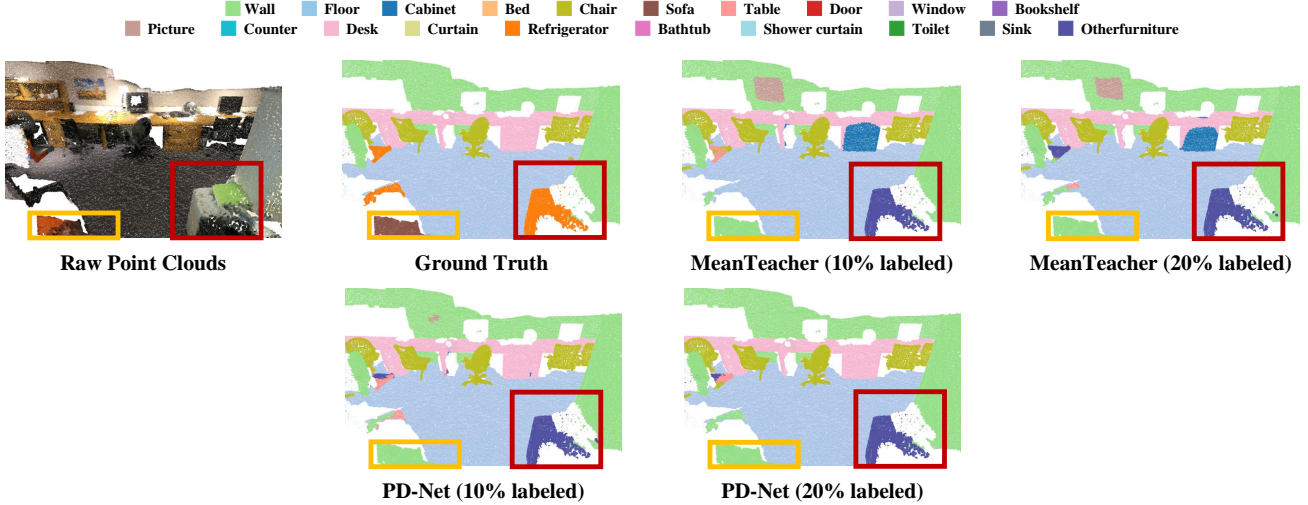 Wall Floor Cabinet Bed Chair Sofa Table Door Window Bookshelf
Picture Counter Desk Curtain Refrigerator Bathtub Shower curtain Toilet Sink Otherfurniture
Raw Point Clouds Ground Truth MeanTeacher (10% labeled) MeanTeacher (20% labeled)
PD-Net (10% labeled) PD-Net (20% labeled)